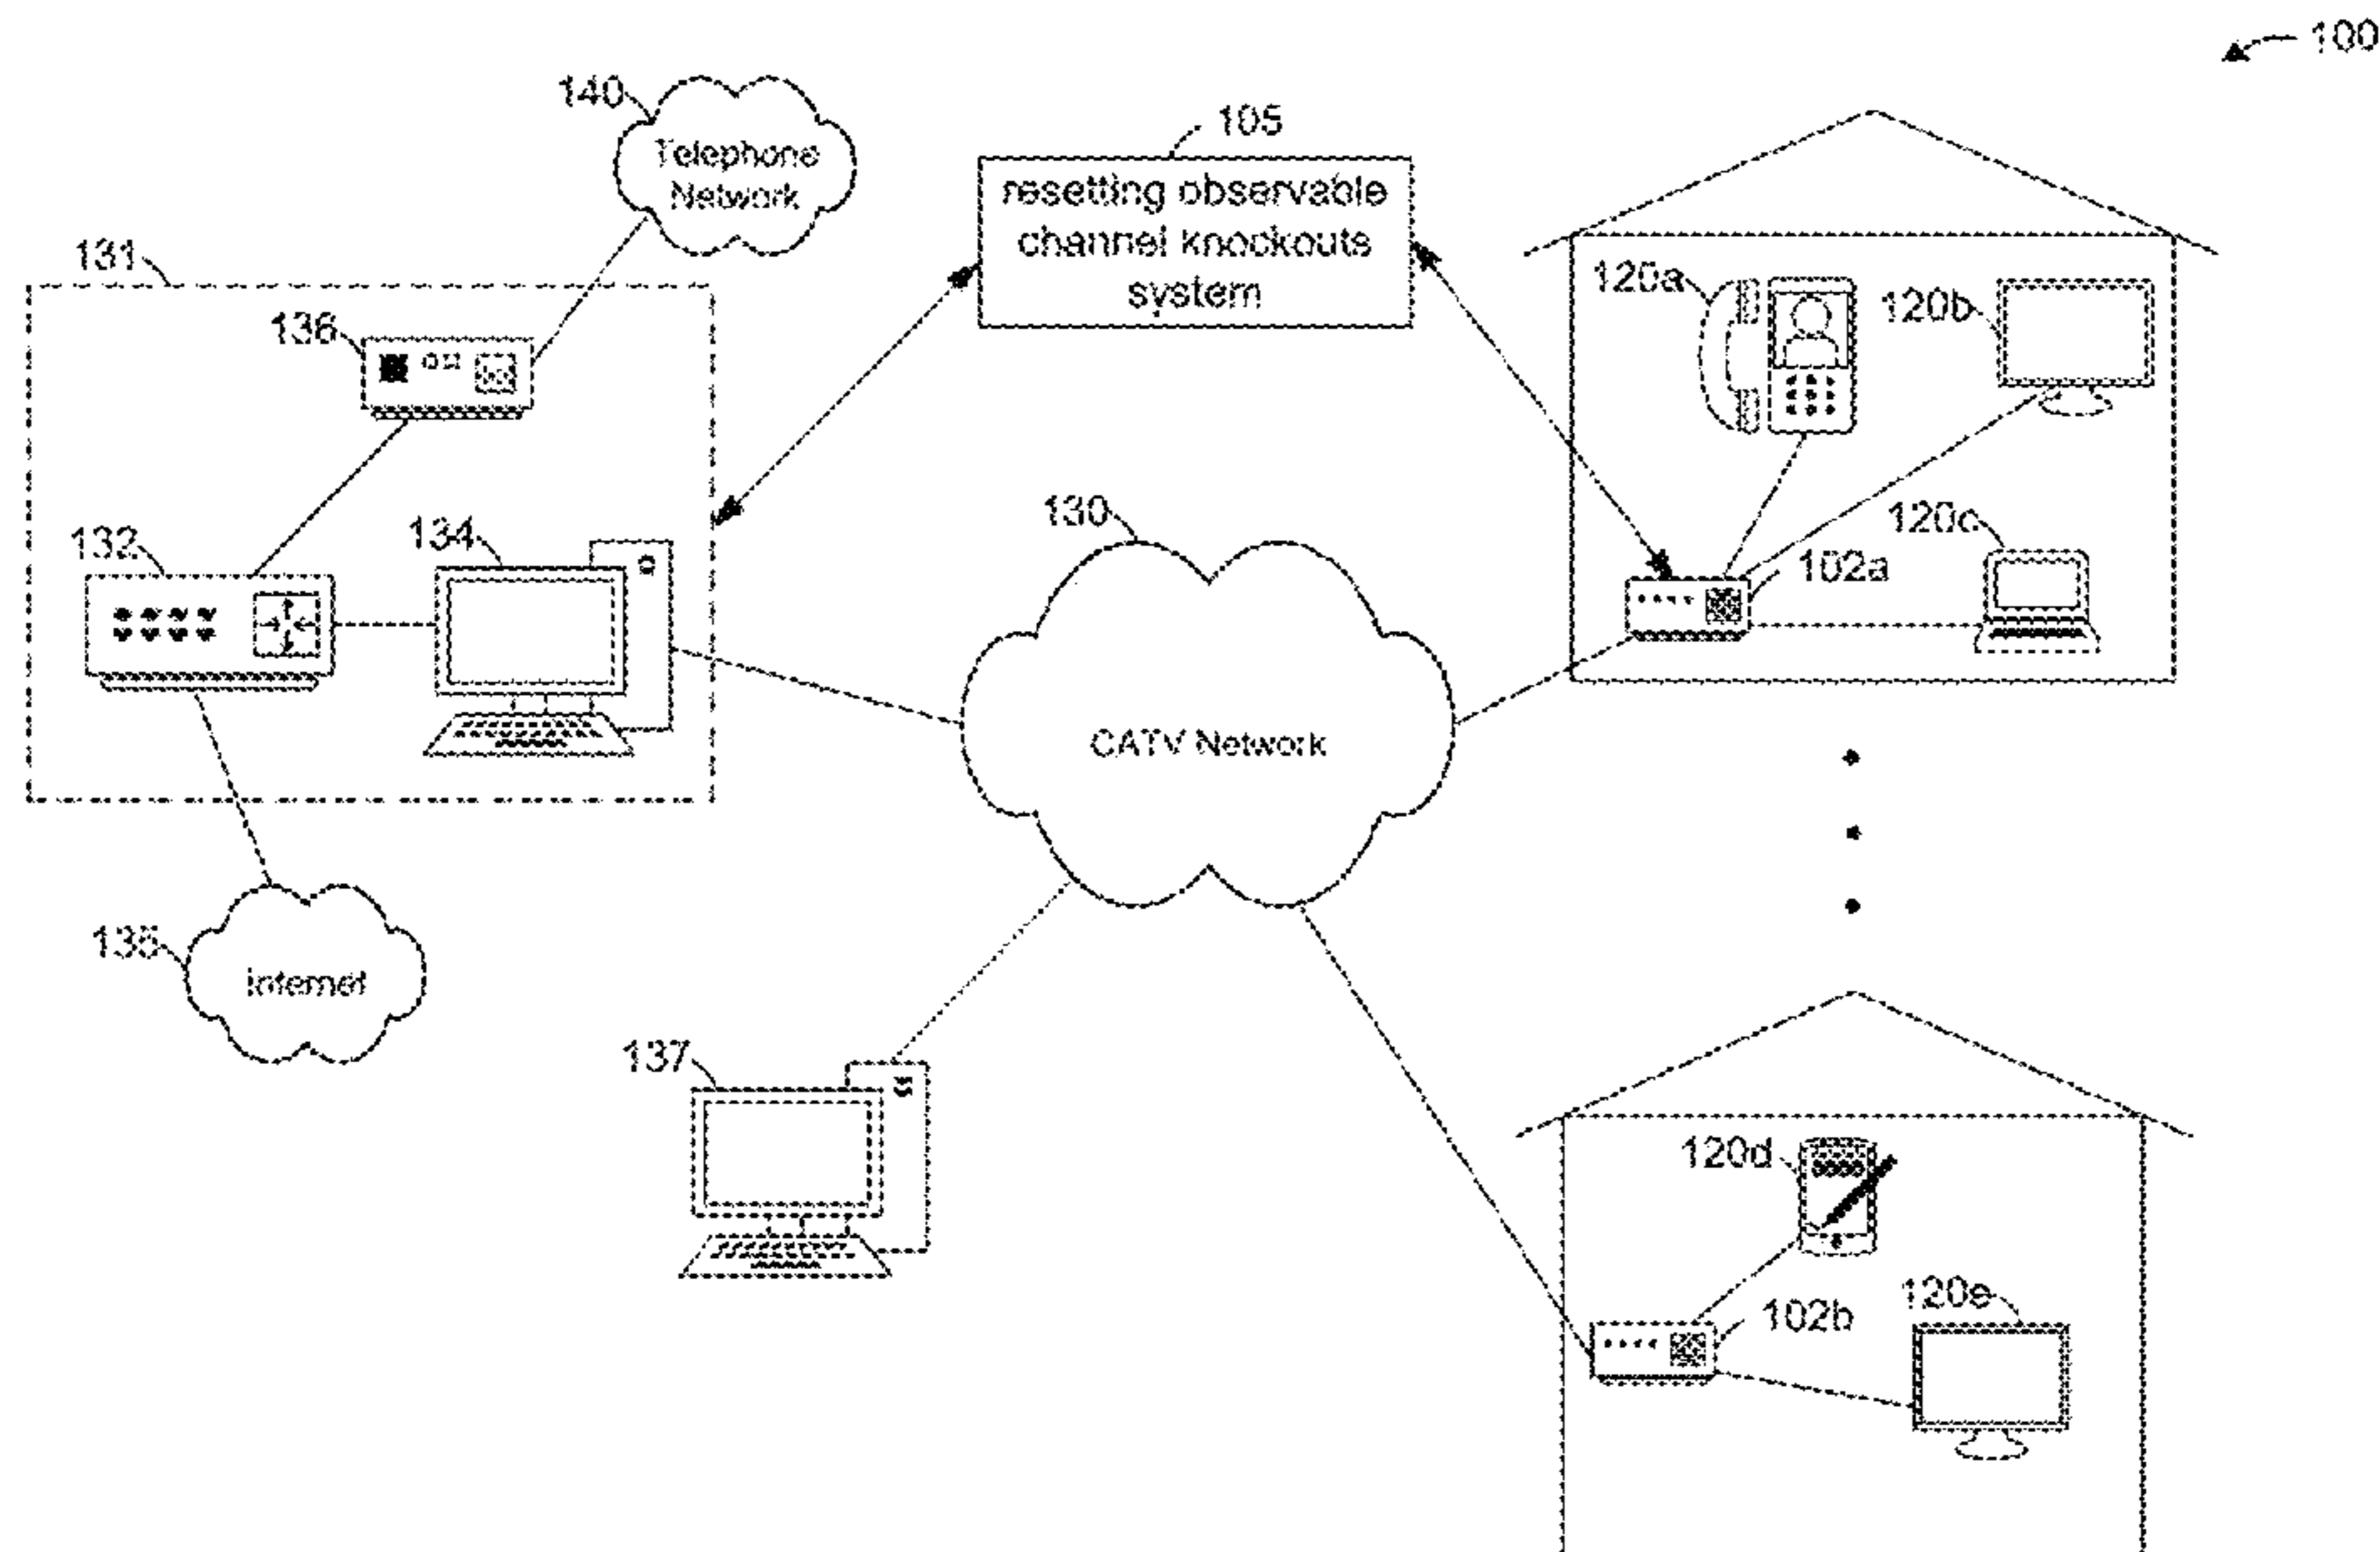 100
140
Telephone
Network
105
resetting observable
channel knockouts
system
131
136
120a
120b
132
134
130
120c
102a
CATV Network
135
Internet
137
120d
120e
102b